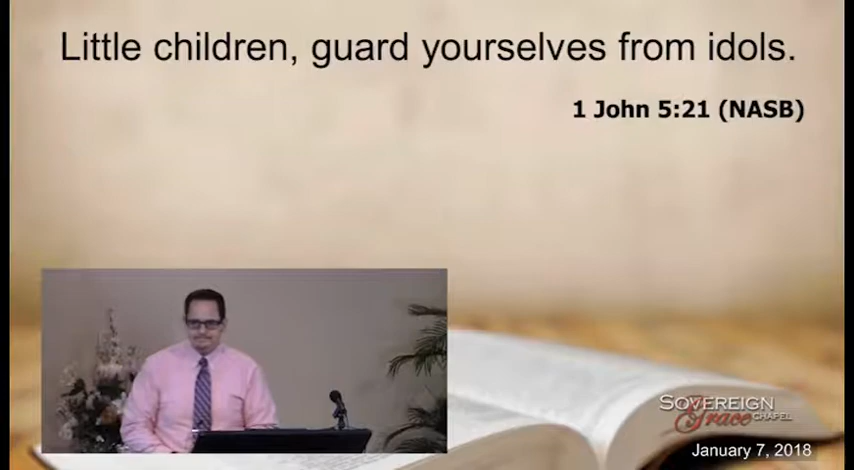 Little children, guard yourselves from idols.
1 John 5:21 (NASB)
SOVEREIGN
Grace CHAPEL
January 7, 2018